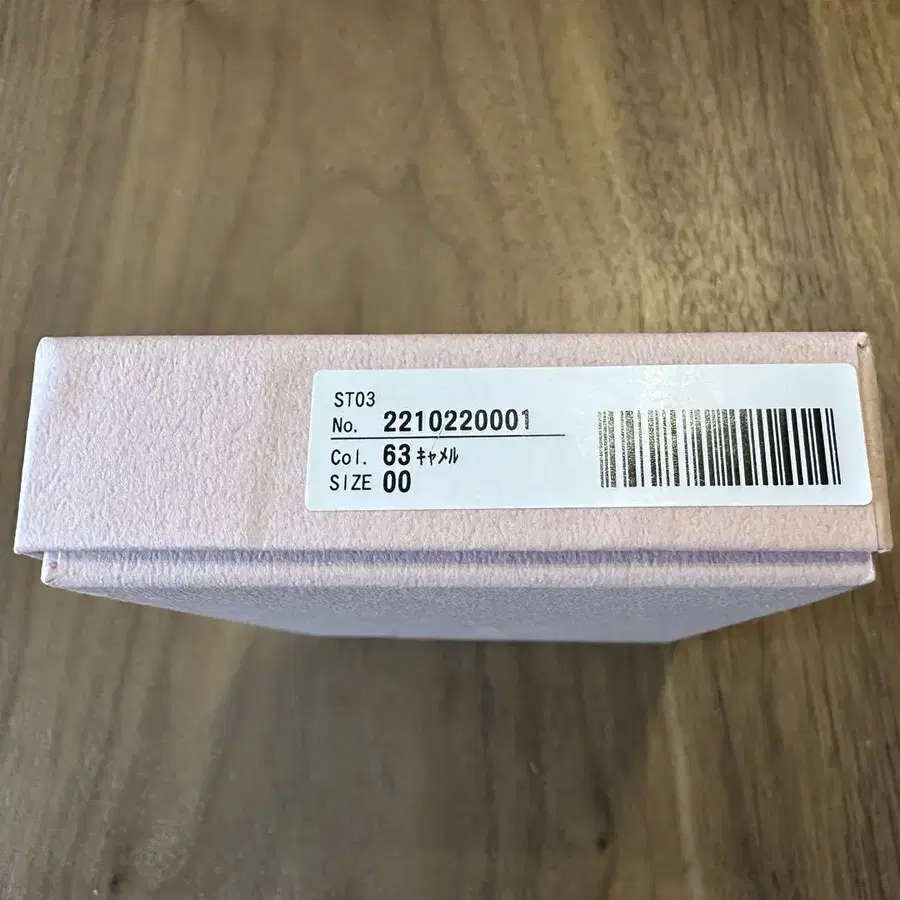 ST03
No. 2210220001
Col. 63 ｷｬﾒﾙ
SIZE 00